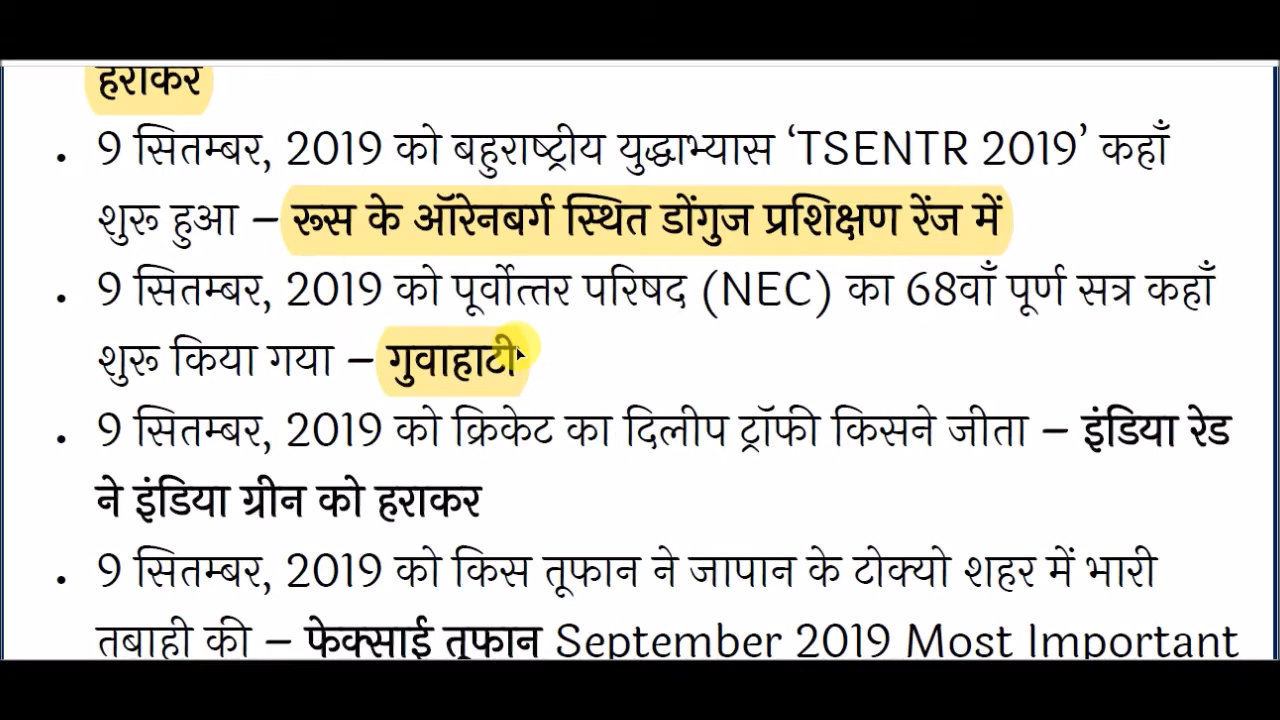 हराकर
• 9 सितम्बर, 2019 को बहुराष्ट्रीय युद्धाभ्यास ‘TSENTR 2019’ कहाँ
शुरू हुआ – रूस के ऑरेनबर्ग स्थित डोंगुज प्रशिक्षण रेंज में
• 9 सितम्बर, 2019 को पूर्वोत्तर परिषद (NEC) का 68वाँ पूर्ण सत्र कहाँ
शुरू किया गया – गुवाहाटी
• 9 सितम्बर, 2019 को क्रिकेट का दिलीप ट्रॉफी किसने जीता – इंडिया रेड
ने इंडिया ग्रीन को हराकर
• 9 सितम्बर, 2019 को किस तूफान ने जापान के टोक्यो शहर में भारी
तबाही की – फेक्साई तूफान September 2019 Most Important